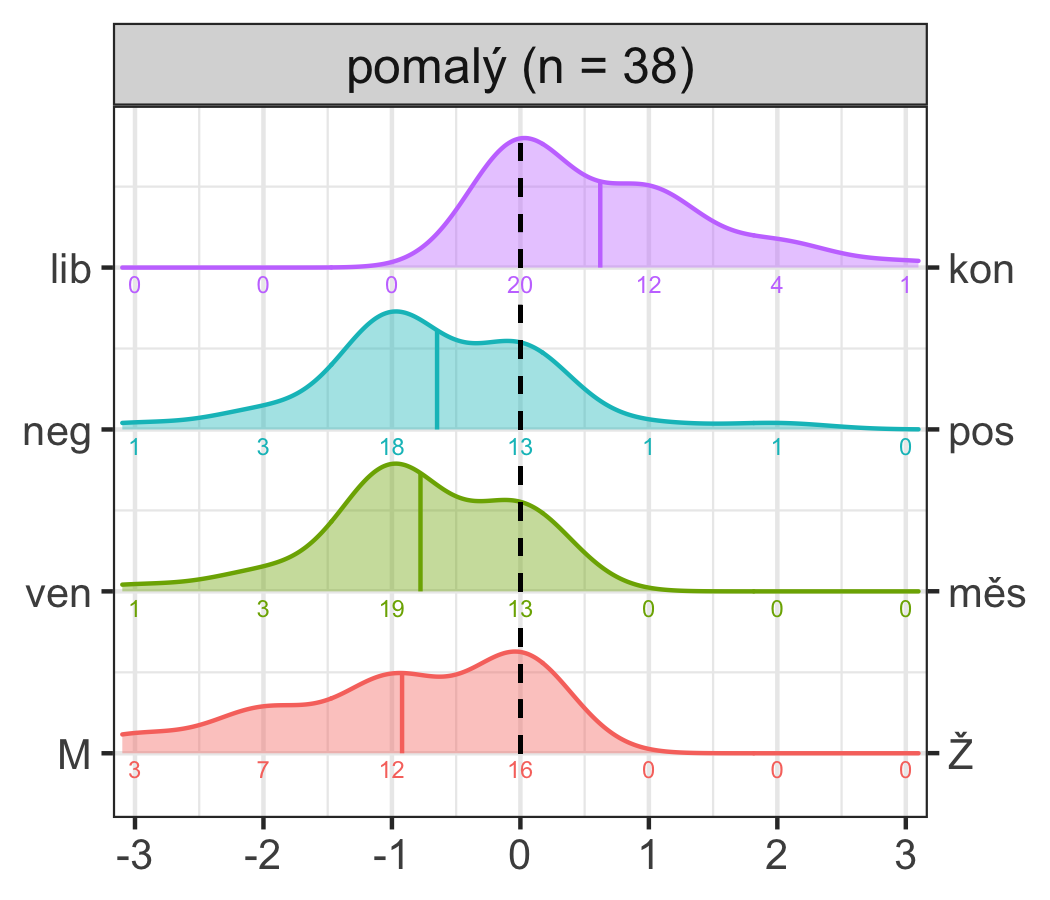 pomalý (n = 38)
lib kon
0 0 0 20 12 4 1
neg pos
1 3 18 13 1 1 0
ven měs
1 3 19 13 0 0 0
M Ž
3 7 12 16 0 0 0
-3 -2 -1 0 1 2 3